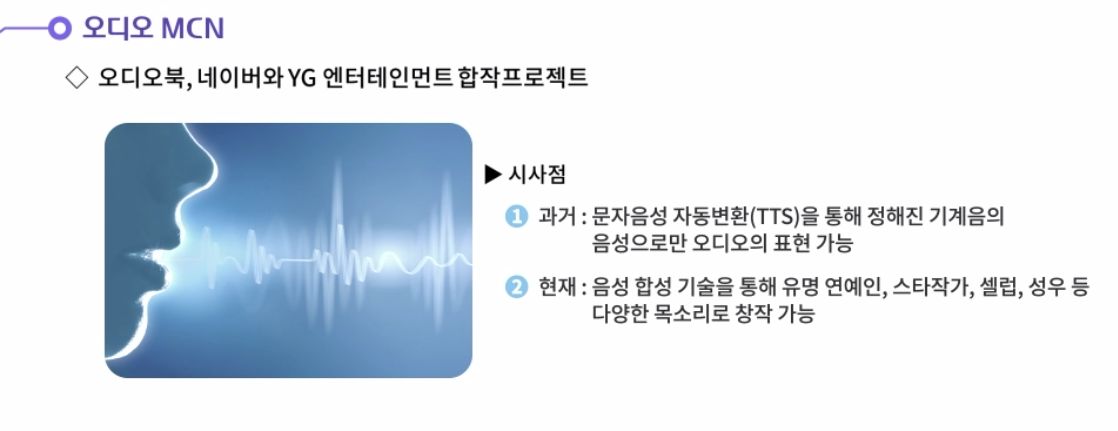 오디오 MCN
◇ 오디오북, 네이버와 YG 엔터테인먼트 합작프로젝트
▶ 시사점
1 과거 : 문자음성 자동변환(TTS)을 통해 정해진 기계음의
음성으로만 오디오의 표현 가능
2 현재 : 음성 합성 기술을 통해 유명 연예인, 스타작가, 셀럽, 성우 등
다양한 목소리로 창작 가능